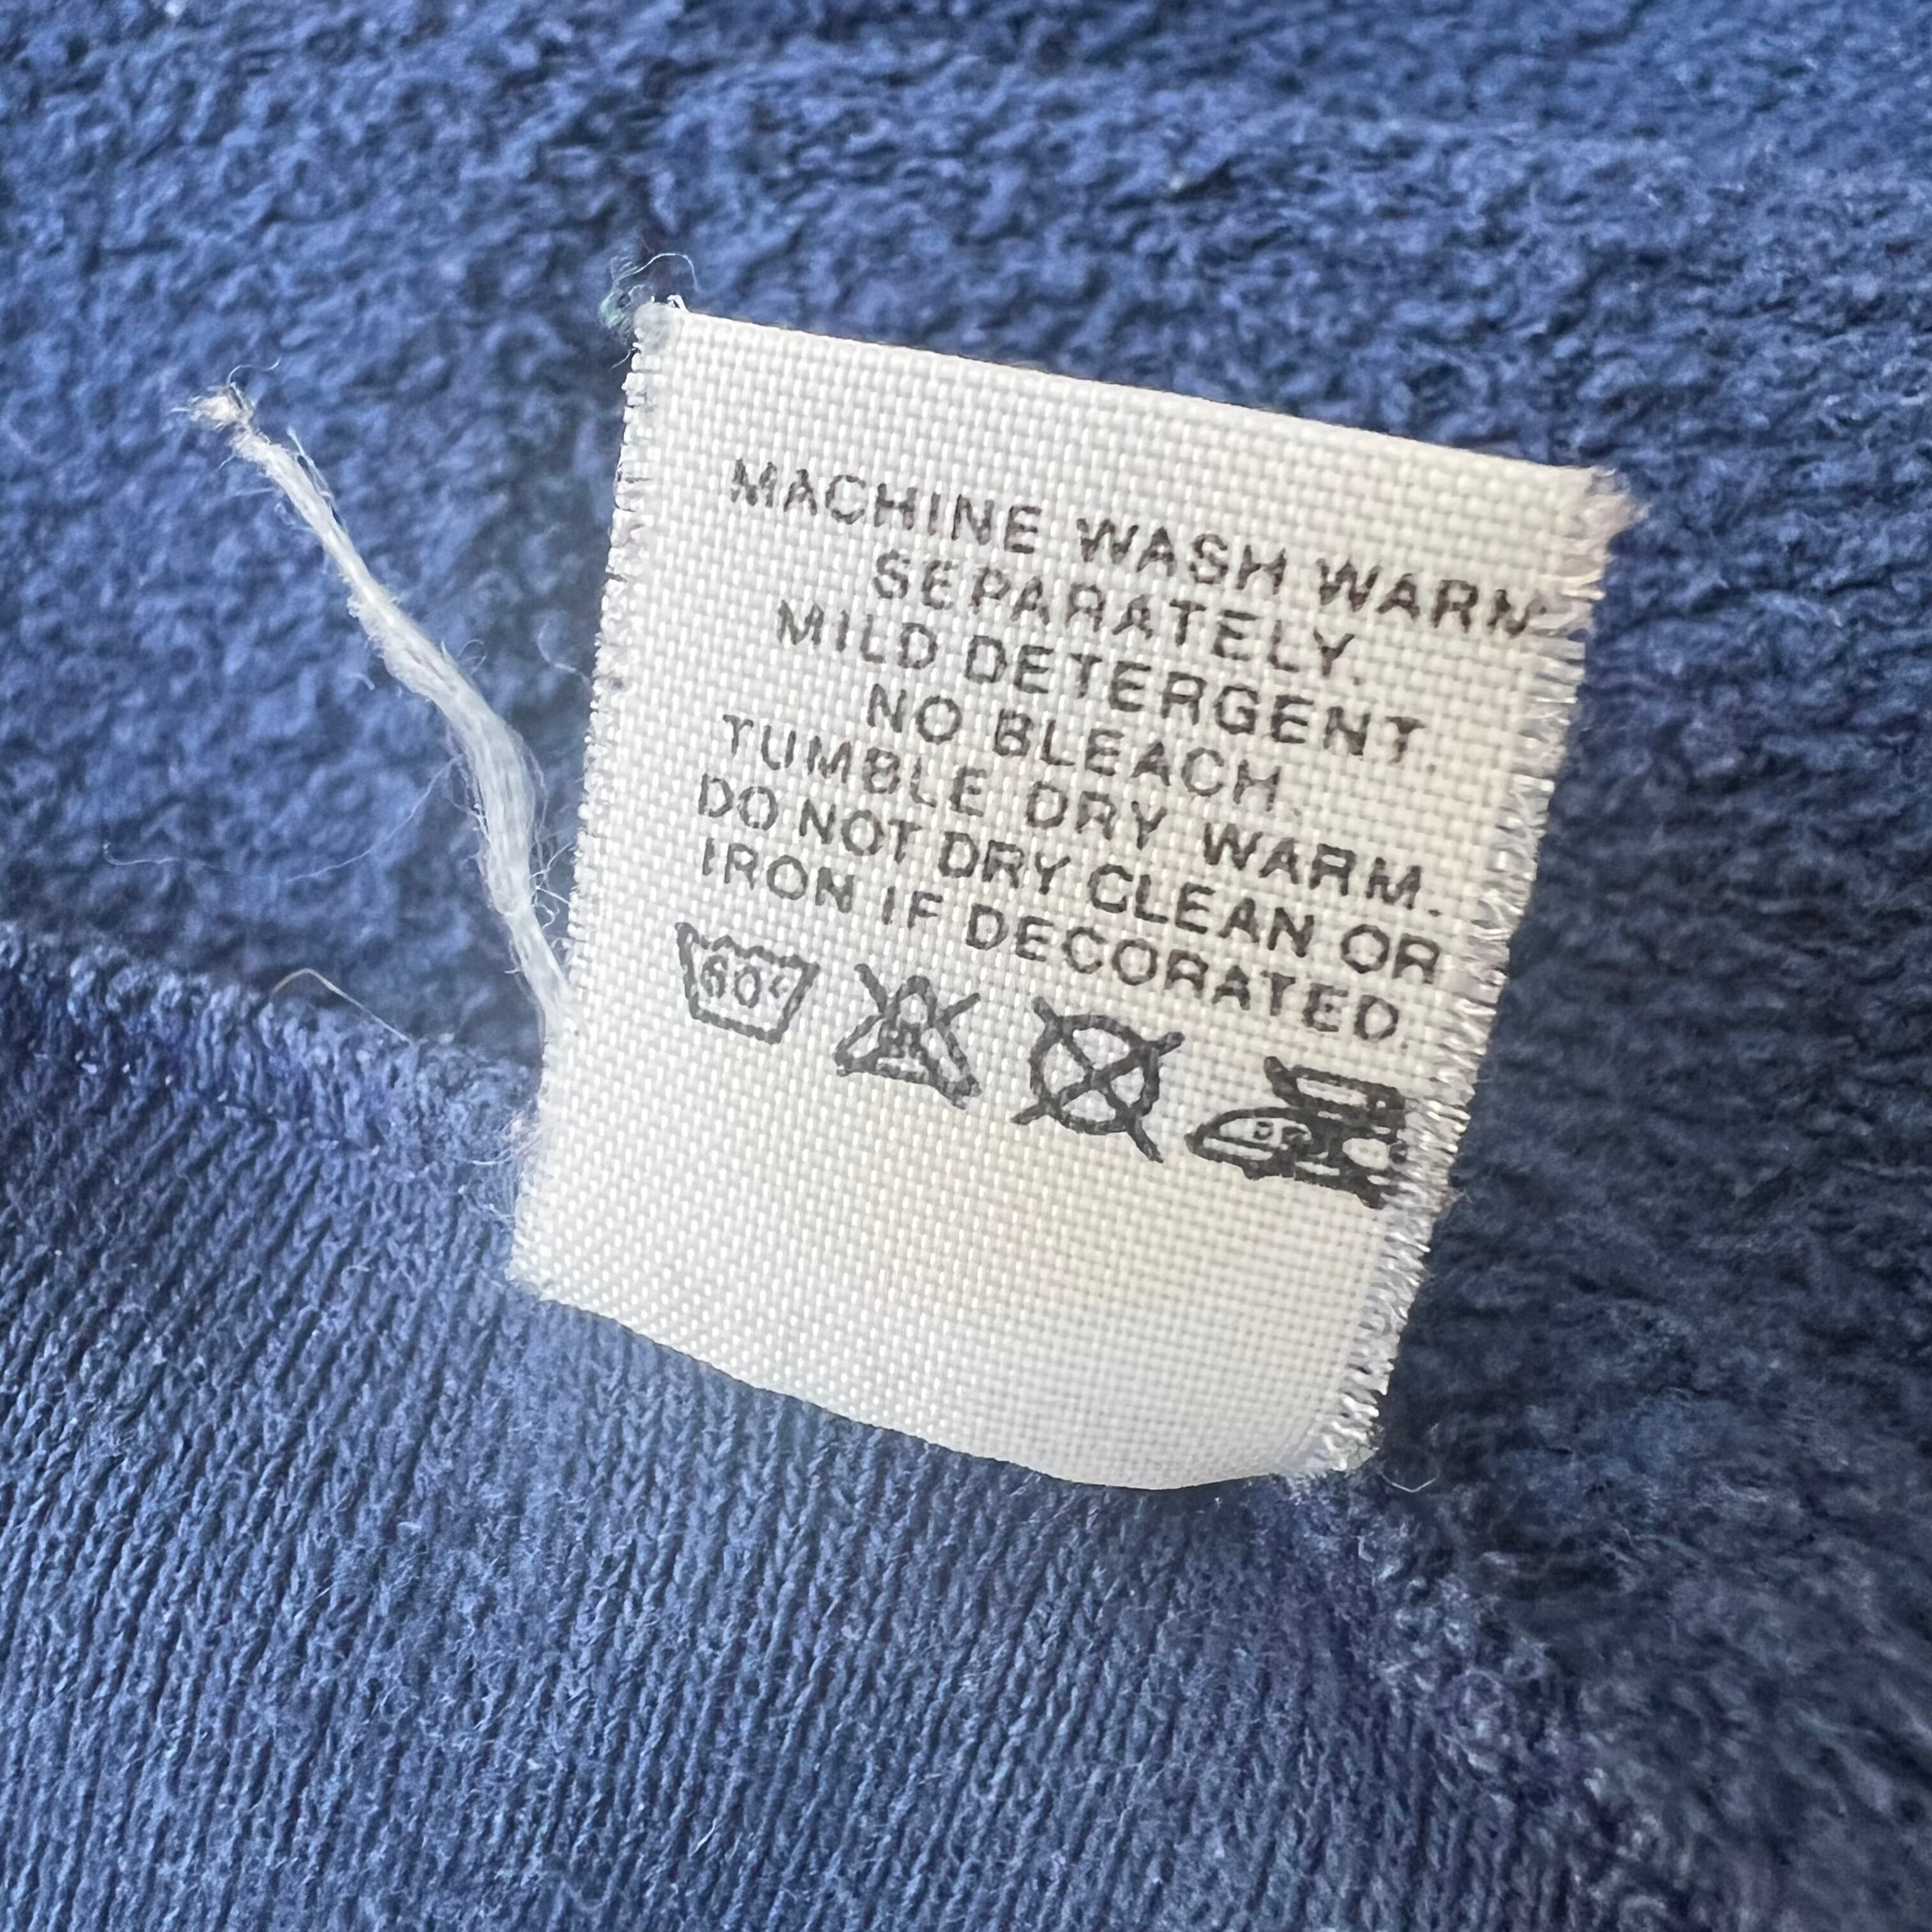 MACHINE WASH WARM
SEPARATELY.
MILD DETERGENT.
NO BLEACH.
TUMBLE DRY WARM.
DO NOT DRY CLEAN OR
IRON IF DECORATED.
60°